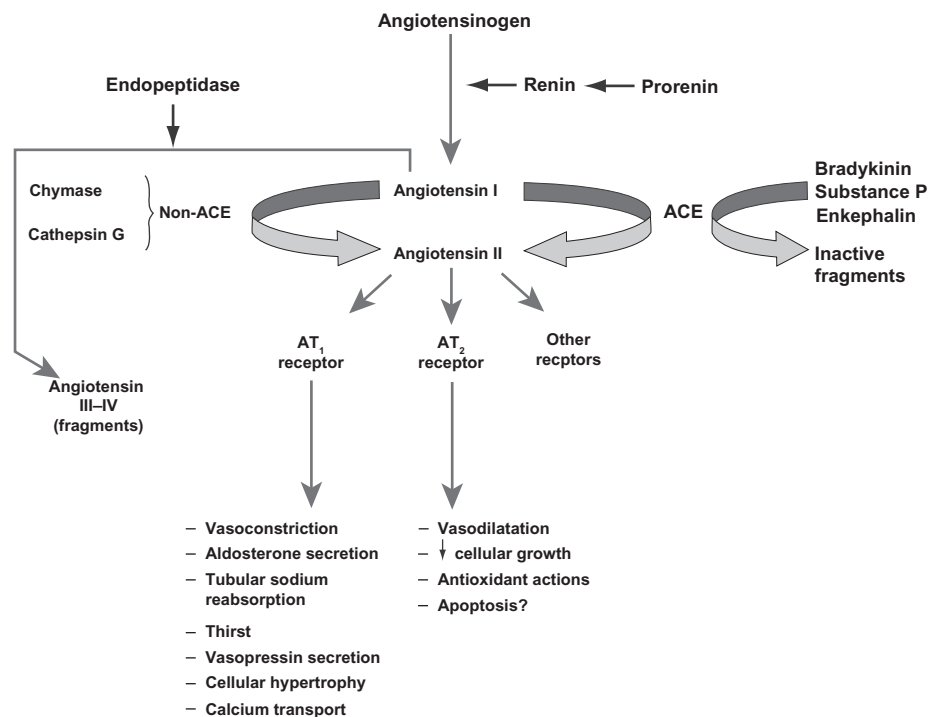 Angiotensinogen
Endopeptidase
Renin
Prorenin
Chymase
Cathepsin G
Non-ACE
Angiotensin I
Angiotensin II
ACE
Bradykinin
Substance P
Enkephalin
Inactive
fragments
AT1
receptor
AT2
receptor
Other
recptors
Angiotensin
III–IV
(fragments)
– Vasoconstriction
– Aldosterone secretion
– Tubular sodium
reabsorption
– Thirst
– Vasopressin secretion
– Cellular hypertrophy
– Calcium transport
– Vasodilatation
– ↓ cellular growth
– Antioxidant actions
– Apoptosis?